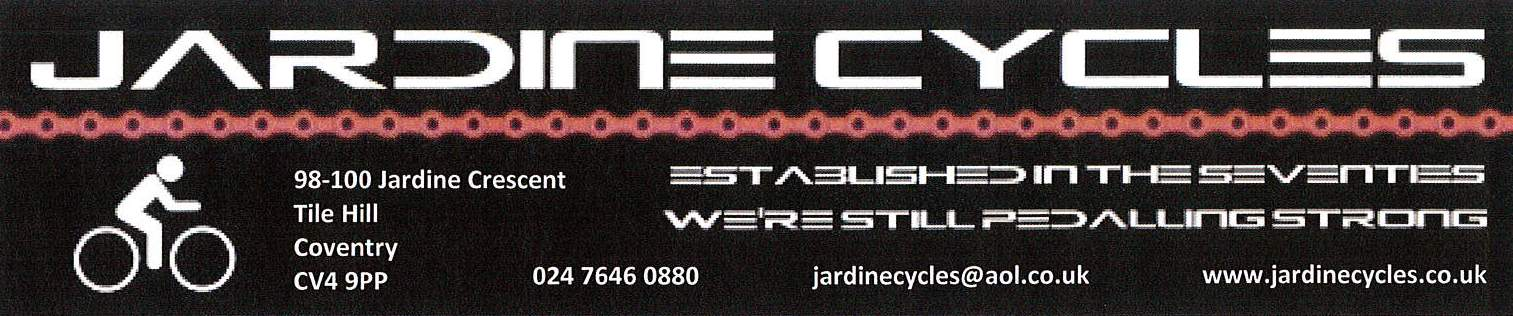 JARDINE CYCLES
98-100 Jardine Crescent
Tile Hill
Coventry
CV4 9PP
ESTABLISHED IN THE SEVENTIES
WE'RE STILL PEDALLING STRONG
024 7646 0880
jardinecycles@aol.co.uk
www.jardinecycles.co.uk